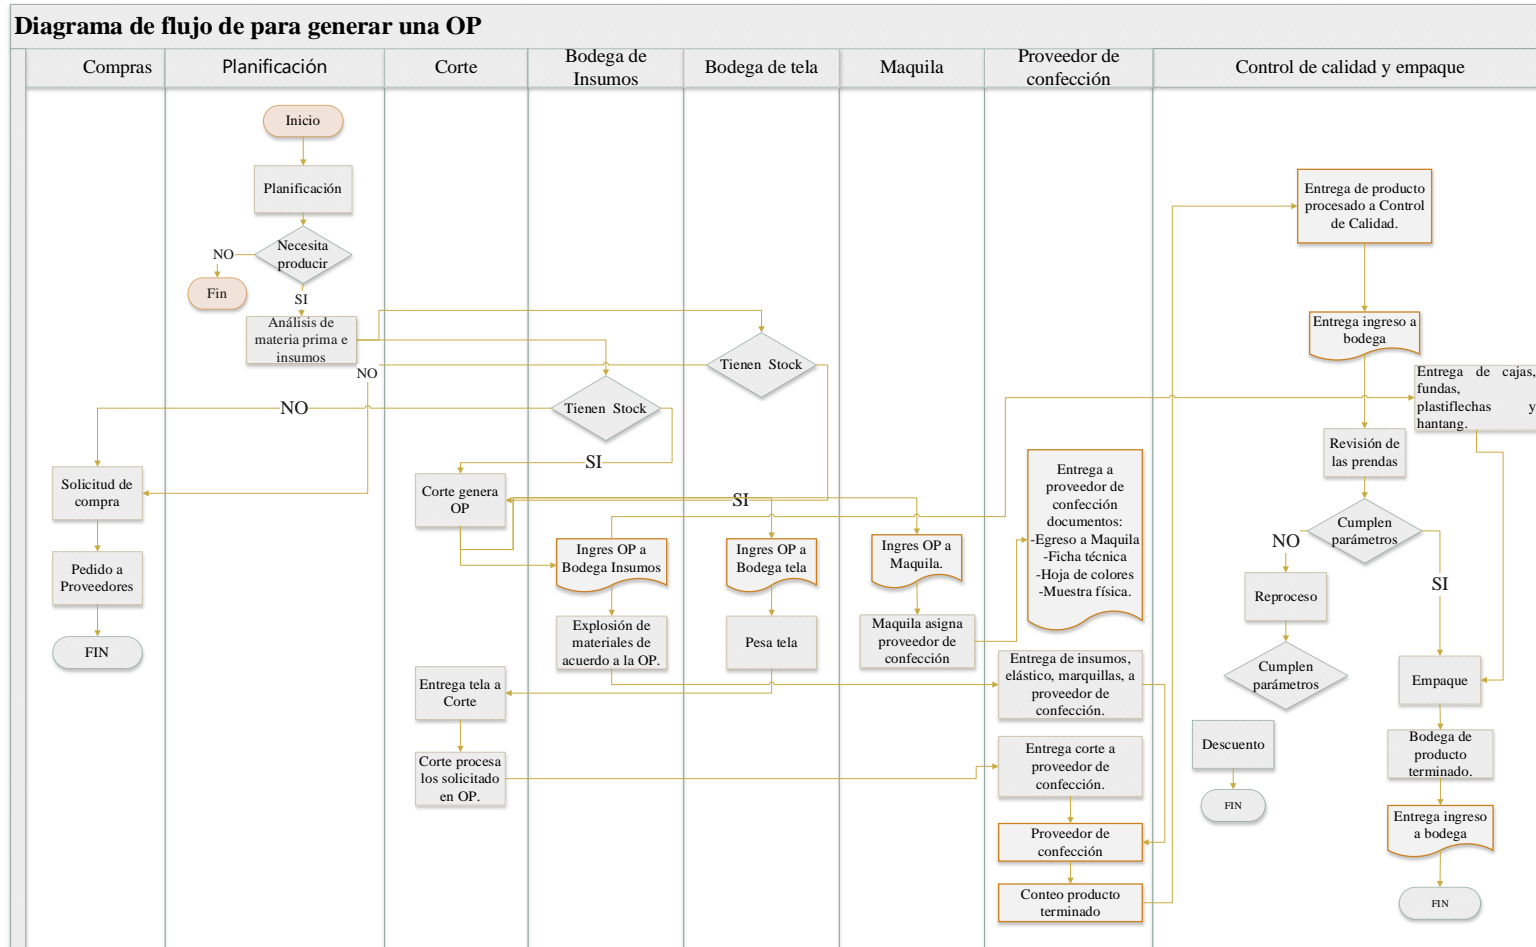 Diagrama de flujo de para generar una OP
Compras
Planificación
Corte
Bodega de
Insumos
Bodega de tela
Maquila
Proveedor de
confección
Control de calidad y empaque
Inicio
Planificación
Necesita
producir
NO
Fin
SI
Análisis de
materia prima e
insumos
NO
Tienen Stock
Tienen Stock
NO
SI
Solicitud de
compra
Pedido a
Proveedores
FIN
Corte genera
OP
SI
Ingres OP a
Bodega Insumos
Explosión de
materiales de
acuerdo a la OP.
Ingres OP a
Bodega tela
Pesa tela
Ingres OP a
Maquila.
Maquila asigna
proveedor de
confección
Entrega tela a
Corte
Corte procesa
los solicitado
en OP.
Entrega a
proveedor de
confección
documentos:
-Egreso a Maquila
-Ficha técnica
-Hoja de colores
-Muestra física.
Entrega de insumos,
elástico, marquillas, a
proveedor de
confección.
Entrega corte a
proveedor de
confección.
Proveedor de
confección
Conteo producto
terminado
Entrega de producto
procesado a Control
de Calidad.
Entrega ingreso a
bodega
Entrega de cajas,
fundas,
plastiflechas y
hantang.
Revisión de
las prendas
Cumplen
parámetros
NO
SI
Reproceso
Cumplen
parámetros
Descuento
FIN
Empaque
Bodega de
producto
terminado.
Entrega ingreso
a bodega
FIN